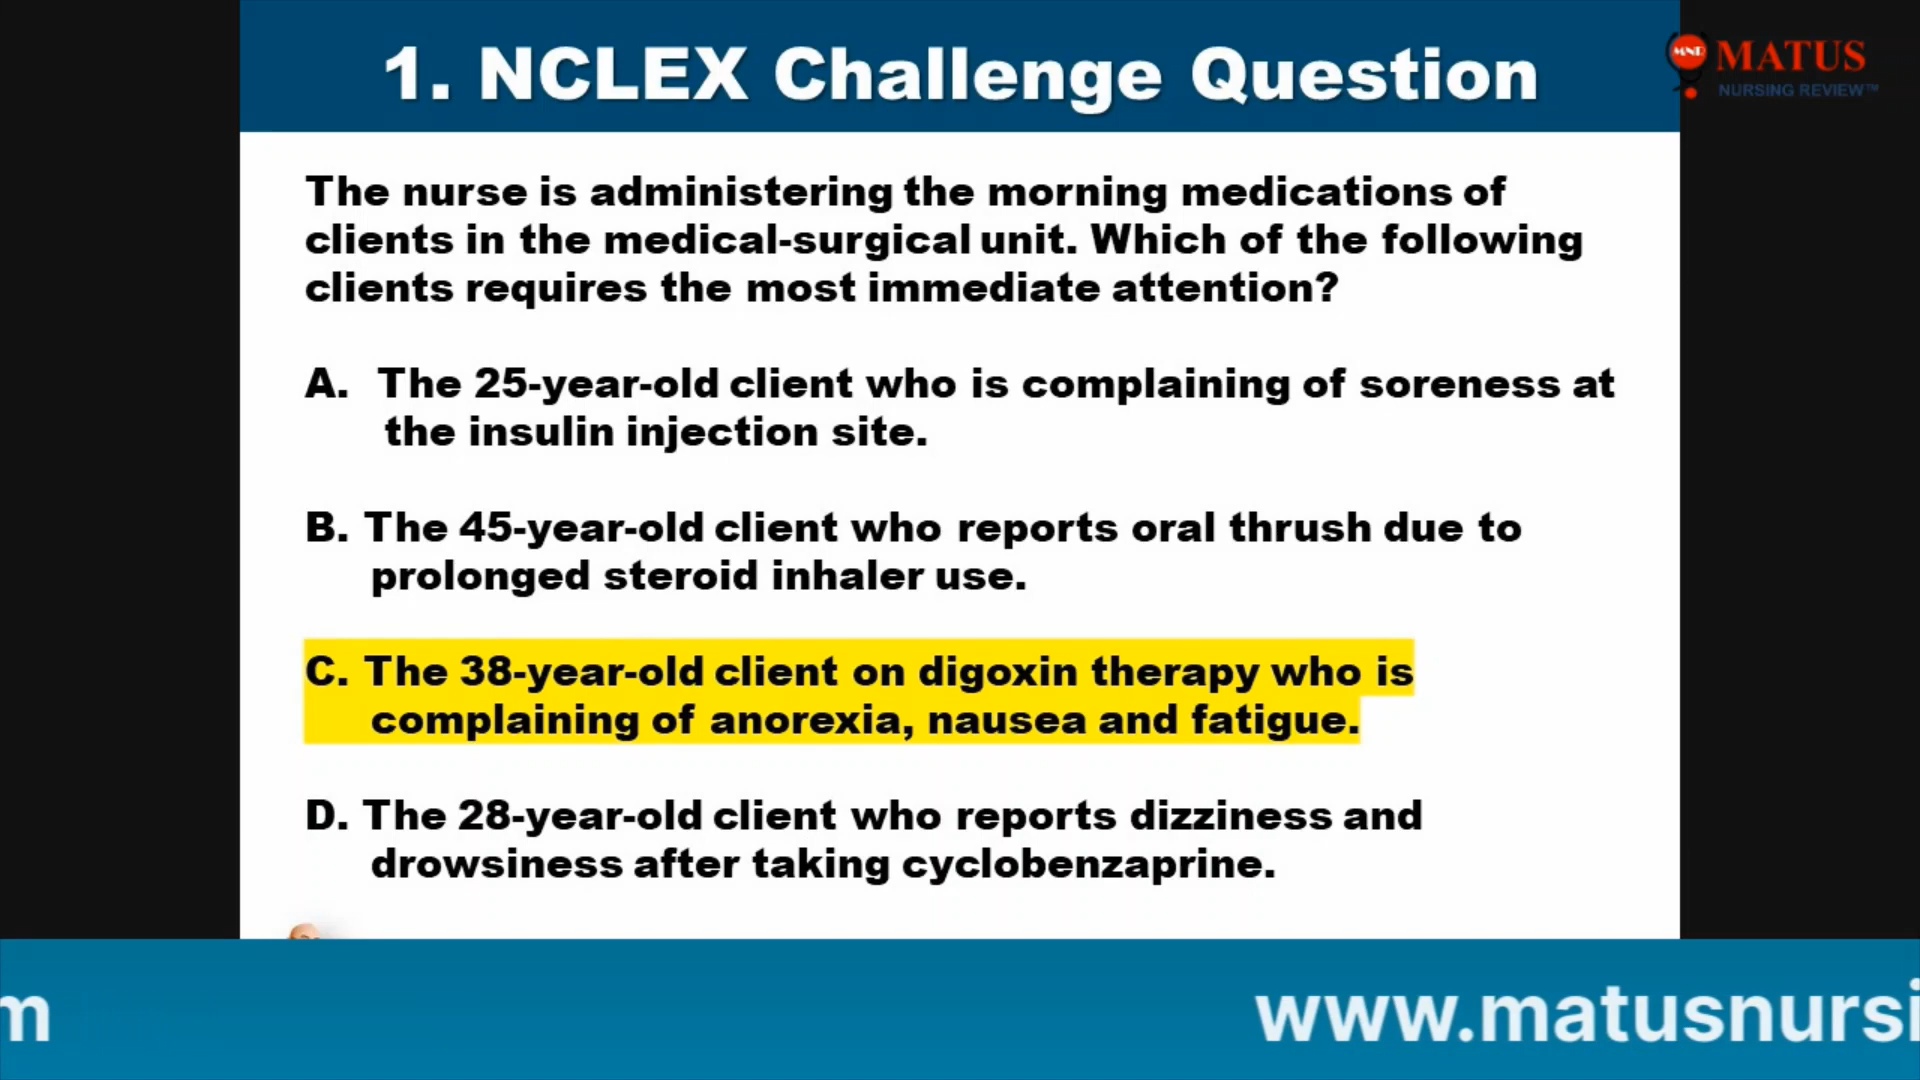 1. NCLEX Challenge Question
MNR
MATUS
NURSING REVIEW™
The nurse is administering the morning medications of
clients in the medical-surgical unit. Which of the following
clients requires the most immediate attention?
A. The 25-year-old client who is complaining of soreness at
the insulin injection site.
B. The 45-year-old client who reports oral thrush due to
prolonged steroid inhaler use.
C. The 38-year-old client on digoxin therapy who is
complaining of anorexia, nausea and fatigue.
D. The 28-year-old client who reports dizziness and
drowsiness after taking cyclobenzaprine.
m www.matusnursi